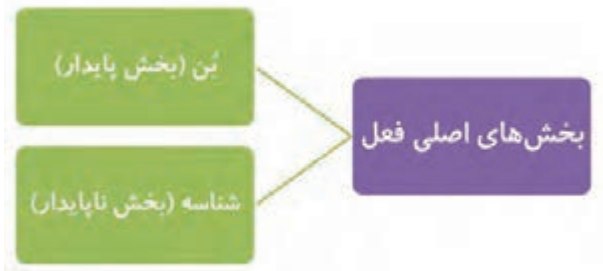 بخش‌های اصلی فعل
بُن (بخش پایدار)
شناسه (بخش ناپایدار)